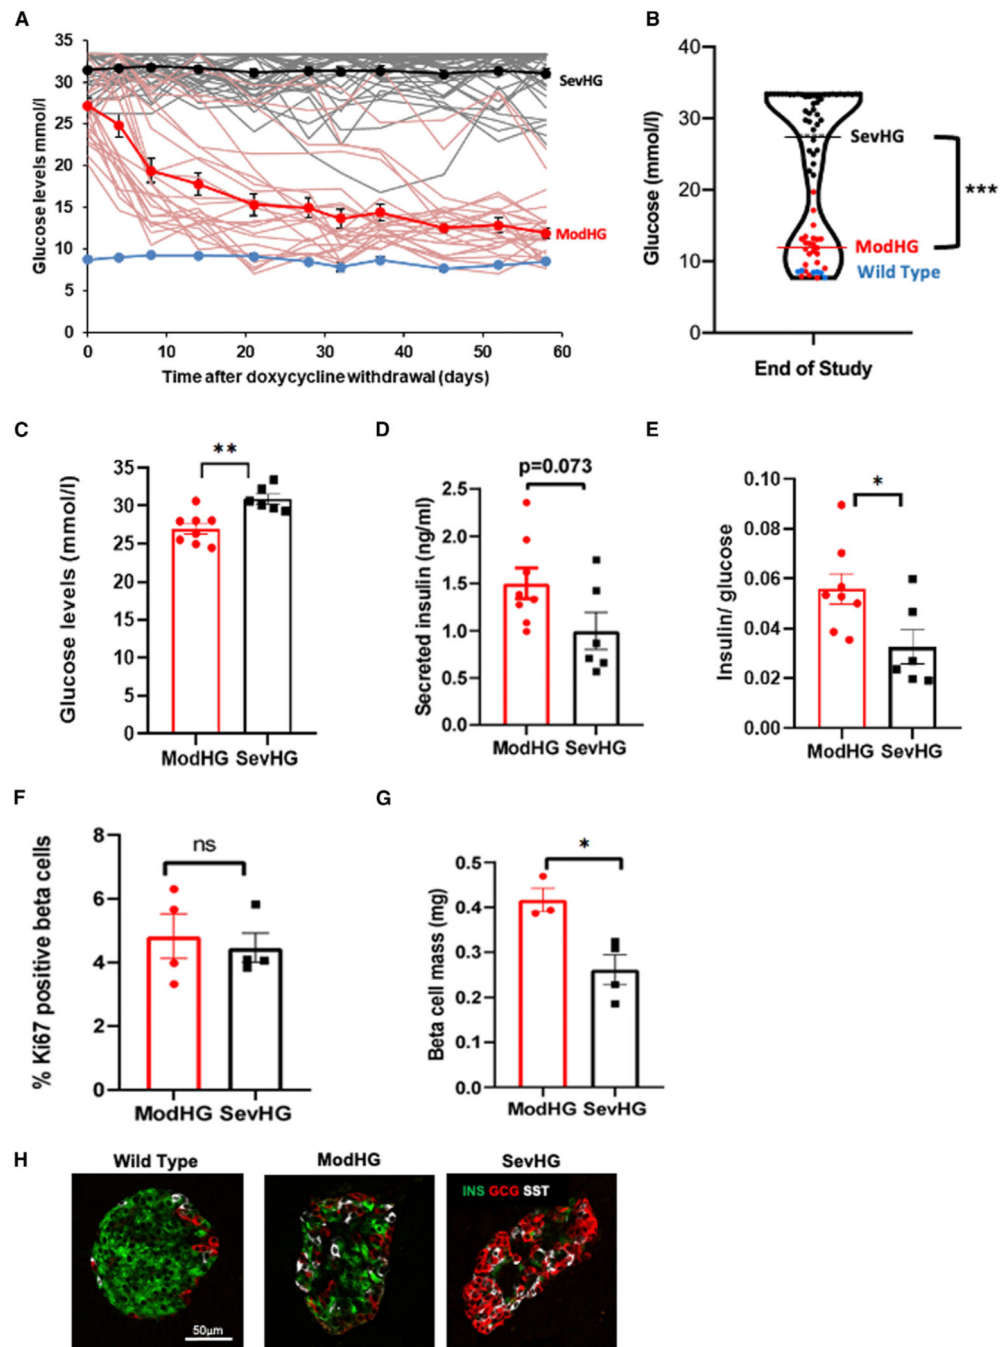 A
Glucose levels mmol/l
35
30
25
20
15
10
5
0
SevHG
ModHG
0 10 20 30 40 50 60
Time after doxycycline withdrawal (days)
B
Glucose (mmol/l)
40
30
20
10
0
SevHG
ModHG
Wild Type
***
End of Study
C
**
Glucose levels (mmol/l)
35
30
25
20
15
10
5
0
ModHG SevHG
D
p=0.073
Secreted insulin (ng/ml)
2.5
2.0
1.5
1.0
0.5
0.0
ModHG SevHG
E
*
Insulin/ glucose
0.10
0.08
0.06
0.04
0.02
0.00
ModHG SevHG
F
ns
% Ki67 positive beta cells
8
6
4
2
0
ModHG SevHG
G
*
Beta cell mass (mg)
0.5
0.4
0.3
0.2
0.1
0.0
ModHG SevHG
H
Wild Type ModHG SevHG
INS GCG SST
50µm